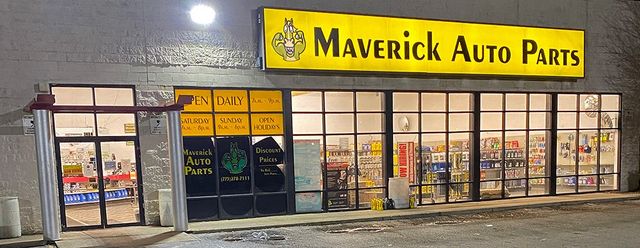 Maverick Auto Parts
OPEN DAILY
SATURDAY SUNDAY OPEN
HOLIDAYS
Maverick
Auto
Parts
Discount
Prices